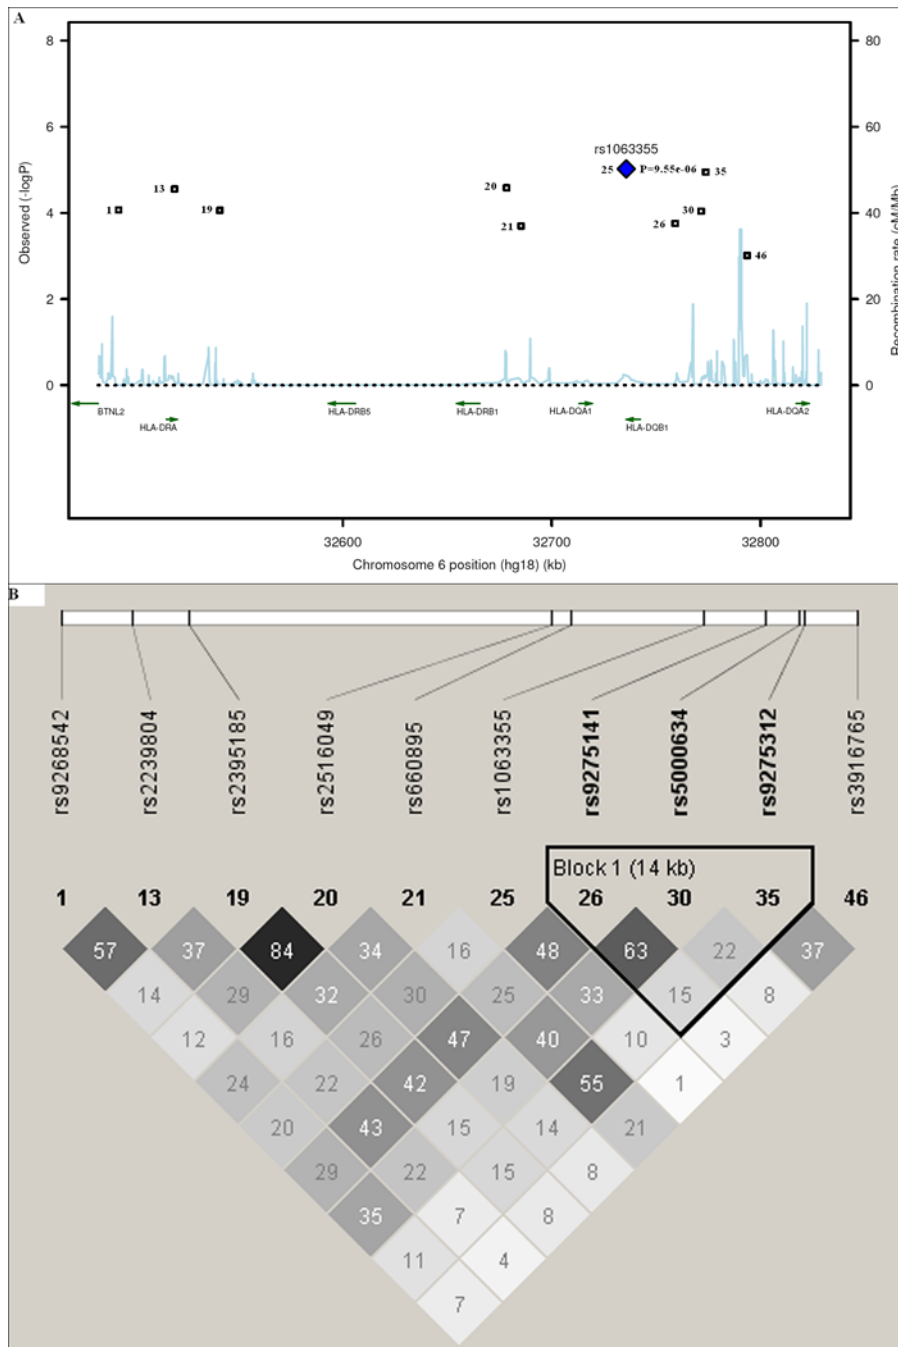 A
8
80
6
60
4
40
2
20
0
0
Observed (-logP)
Recombination rate (cM/Mb)
rs1063355
25 P=9.55e-06
35
13
20
1
19
21
30
26
46
BTNL2
HLA-DRA
HLA-DRB5
HLA-DRB1
HLA-DQA1
HLA-DQB1
HLA-DQA2
32600 32700 32800
Chromosome 6 position (hg18) (kb)
B
rs9268542 rs2239804 rs2395185 rs2516049 rs660895 rs1063355 rs9275141 rs5000634 rs9275312 rs3916765
Block 1 (14 kb)
1 13 19 20 21 25 26 30 35 46
57 37 84 34 16 48 63 22 37
14 29 32 30 25 33 15 8
12 16 26 47 40 10 3
24 22 42 19 55 1
20 43 15 14 21
29 22 15 8
35 7 8
11 4
7